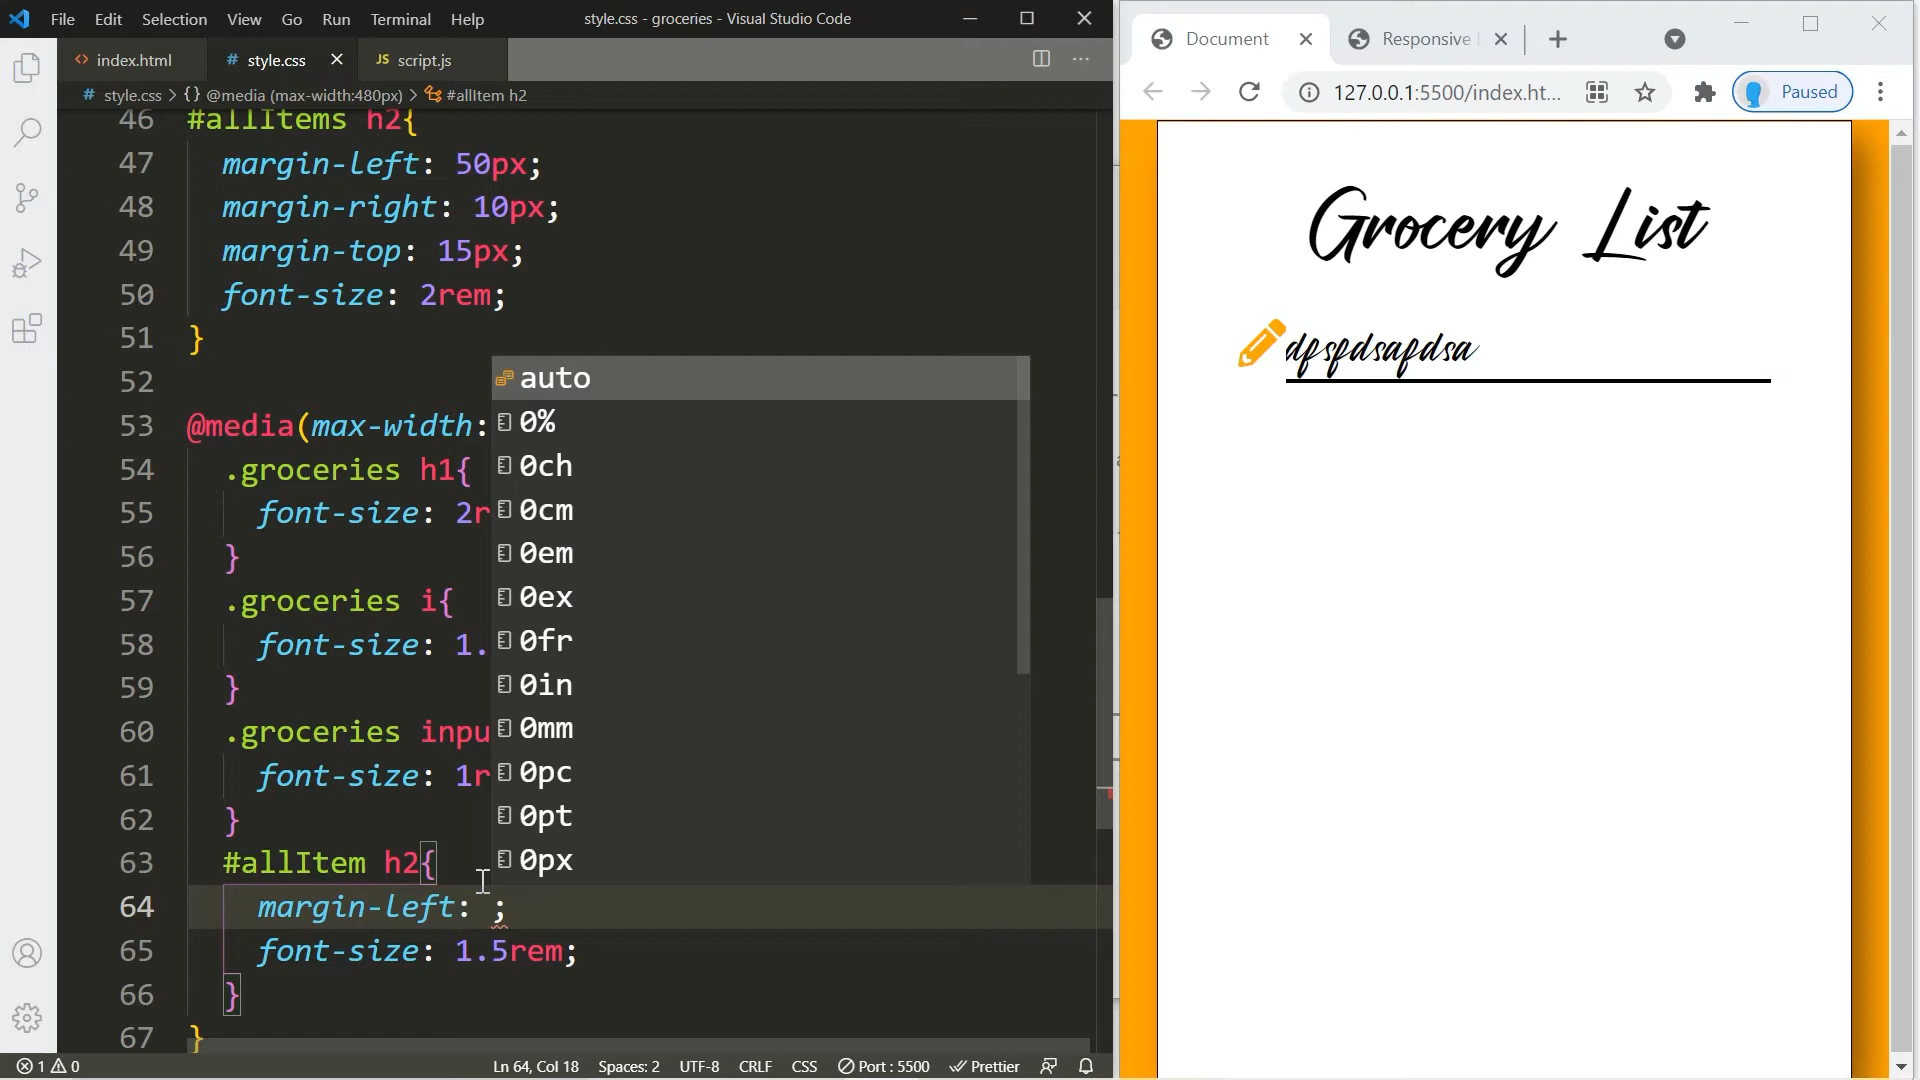 File Edit Selection View Go Run Terminal Help style.css - groceries - Visual Studio Code
index.html # style.css JS script.js
# style.css > {} @media (max-width:480px) > #allItem h2
46 #allItems h2{
47 margin-left: 50px;
48 margin-right: 10px;
49 margin-top: 15px;
50 font-size: 2rem;
51 }
52
53 @media(max-width:
54 .groceries h1{
55 font-size: 2r
56 }
57 .groceries i{
58 font-size: 1.
59 }
60 .groceries inpu
61 font-size: 1r
62 }
63 #allItem h2{
64 margin-left: ;
65 font-size: 1.5rem;
66 }
67 }
auto
0%
0ch
0cm
0em
0ex
0fr
0in
0mm
0pc
0pt
0px
1 0 Ln 64, Col 18 Spaces: 2 UTF-8 CRLF CSS Port : 5500 Prettier
Document Responsive
127.0.0.1:5500/index.ht... Paused
Grocery List
dfsfdsafdsa